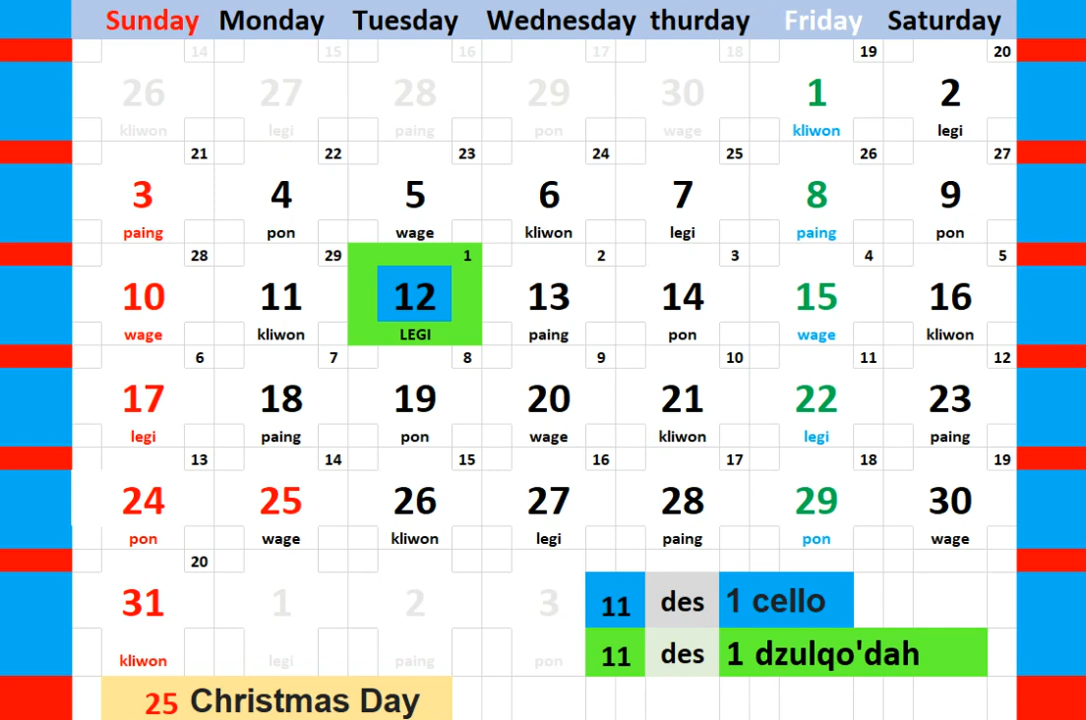 Sunday Monday Tuesday Wednesday thurday Friday Saturday
14 15 16 17 18 19 20
26 27 28 29 30 1 2
kliwon legi paing pon wage kliwon legi
21 22 23 24 25 26 27
3 4 5 6 7 8 9
paing pon wage kliwon legi paing pon
28 29 1 2 3 4 5
10 11 12 13 14 15 16
wage kliwon LEGI paing pon wage kliwon
6 7 8 9 10 11 12
17 18 19 20 21 22 23
legi paing pon wage kliwon legi paing
13 14 15 16 17 18 19
24 25 26 27 28 29 30
pon wage kliwon legi paing pon wage
20
31 1 2 3
kliwon legi paing pon
11 des 1 cello
11 des 1 dzulqo'dah
25 Christmas Day